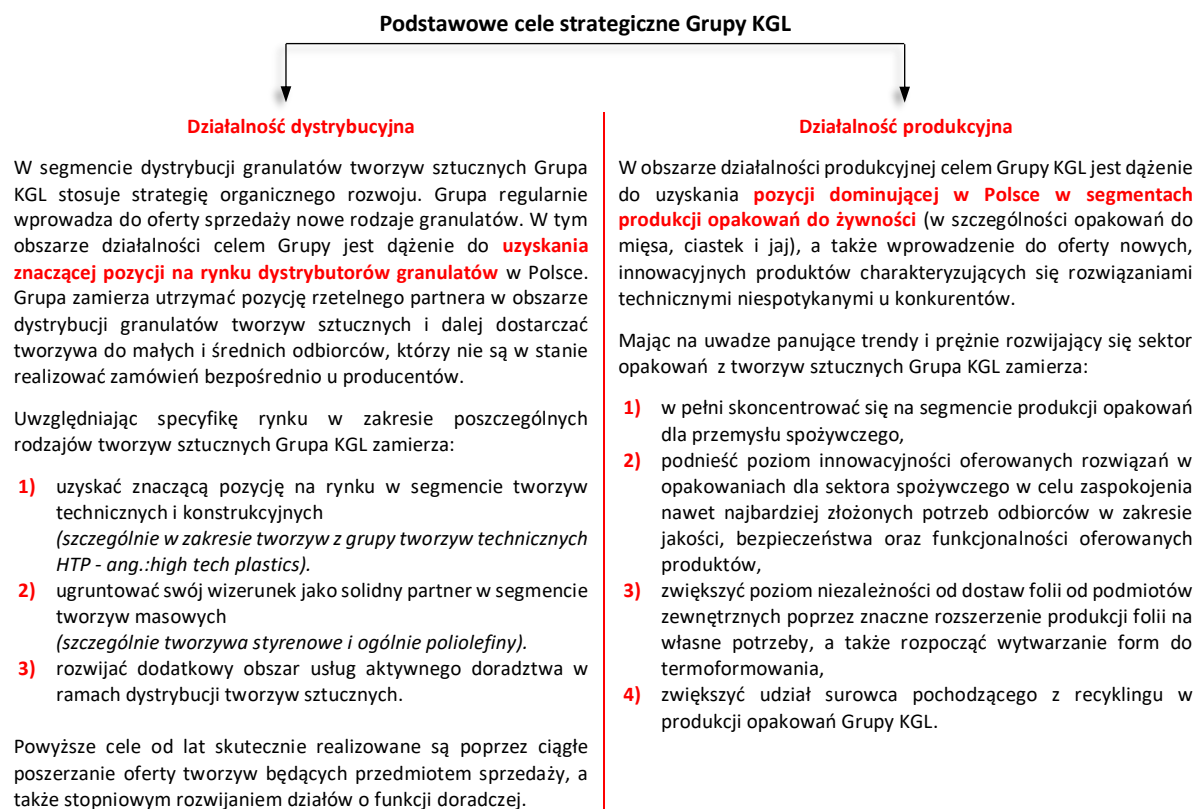 Podstawowe cele strategiczne Grupy KGL
Działalność dystrybucyjna
W segmencie dystrybucji granulatów tworzyw sztucznych Grupa
KGL stosuje strategię organicznego rozwoju. Grupa regularnie
wprowadza do oferty sprzedaży nowe rodzaje granulatów. W tym
obszarze działalności celem Grupy jest dążenie do uzyskania
znaczącej pozycji na rynku dystrybutorów granulatów w Polsce.
Grupa zamierza utrzymać pozycję rzetelnego partnera w obszarze
dystrybucji granulatów tworzyw sztucznych i dalej dostarczać
tworzywa do małych i średnich odbiorców, którzy nie są w stanie
realizować zamówień bezpośrednio u producentów.
Uwzględniając specyfikę rynku w zakresie poszczególnych
rodzajów tworzyw sztucznych Grupa KGL zamierza:
1) uzyskać znaczącą pozycję na rynku w segmencie tworzyw
technicznych i konstrukcyjnych
(szczególnie w zakresie tworzyw z grupy tworzyw technicznych
HTP - ang.:high tech plastics).
2) ugruntować swój wizerunek jako solidny partner w segmencie
tworzyw masowych
(szczególnie tworzywa styrenowe i ogólnie poliolefiny).
3) rozwijać dodatkowy obszar usług aktywnego doradztwa w
ramach dystrybucji tworzyw sztucznych.
Powyższe cele od lat skutecznie realizowane są poprzez ciągłe
poszerzanie oferty tworzyw będących przedmiotem sprzedaży, a
także stopniowym rozwijaniem działów o funkcji doradczej.
Działalność produkcyjna
W obszarze działalności produkcyjnej celem Grupy KGL jest dążenie
do uzyskania pozycji dominującej w Polsce w segmentach
produkcji opakowań do żywności (w szczególności opakowań do
mięsa, ciastek i jaj), a także wprowadzenie do oferty nowych,
innowacyjnych produktów charakteryzujących się rozwiązaniami
technicznymi niespotykanymi u konkurentów.
Mając na uwadze panujące trendy i prężnie rozwijający się sektor
opakowań z tworzyw sztucznych Grupa KGL zamierza:
1) w pełni skoncentrować się na segmencie produkcji opakowań
dla przemysłu spożywczego,
2) podnieść poziom innowacyjności oferowanych rozwiązań w
opakowaniach dla sektora spożywczego w celu zaspokojenia
nawet najbardziej złożonych potrzeb odbiorców w zakresie
jakości, bezpieczeństwa oraz funkcjonalności oferowanych
produktów,
3) zwiększyć poziom niezależności od dostaw folii od podmiotów
zewnętrznych poprzez znaczne rozszerzenie produkcji folii na
własne potrzeby, a także rozpocząć wytwarzanie form do
termoformowania,
4) zwiększyć udział surowca pochodzącego z recyklingu w
produkcji opakowań Grupy KGL.